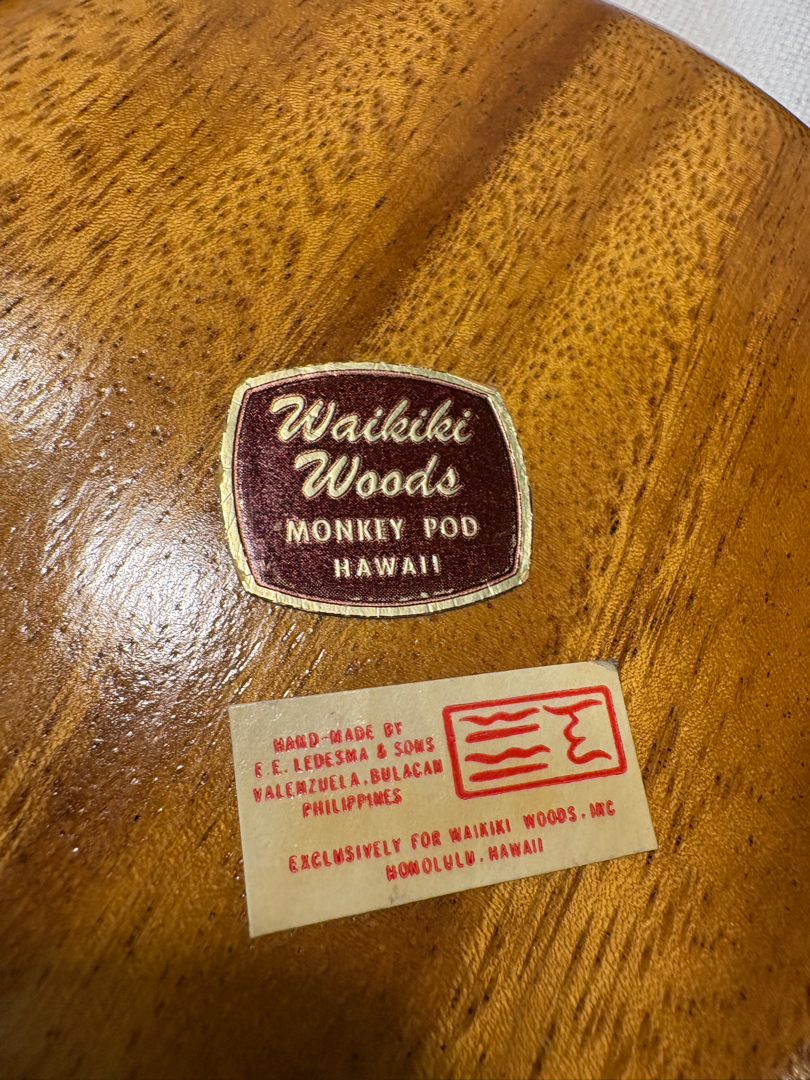 Waikiki
Woods
MONKEY POD
HAWAII
HAND-MADE BY
E.E. LEDESMA & SONS
VALENZUELA, BULACAN
PHILIPPINES
EXCLUSIVELY FOR WAIKIKI WOODS, INC
HONOLULU, HAWAII